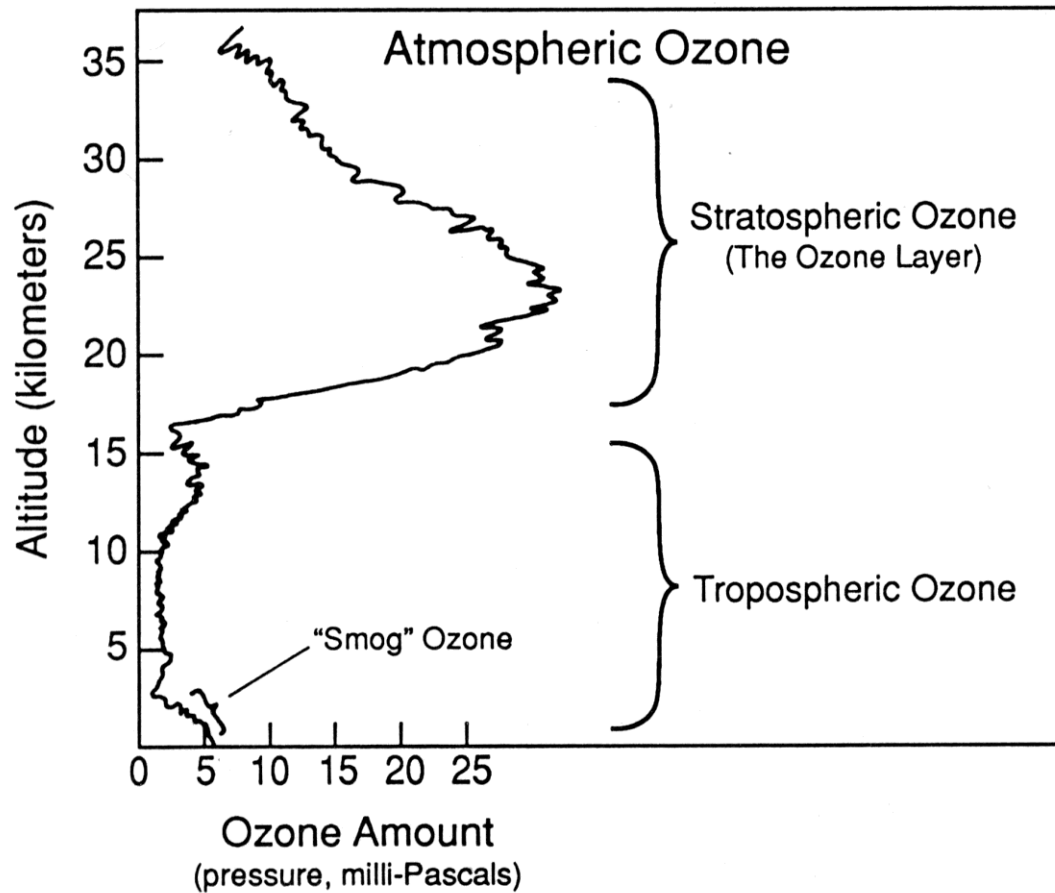 Atmospheric Ozone
35
30
25
20
15
10
5
Altitude (kilometers)
Stratospheric Ozone
(The Ozone Layer)
Tropospheric Ozone
“Smog” Ozone
0 5 10 15 20 25
Ozone Amount
(pressure, milli-Pascals)